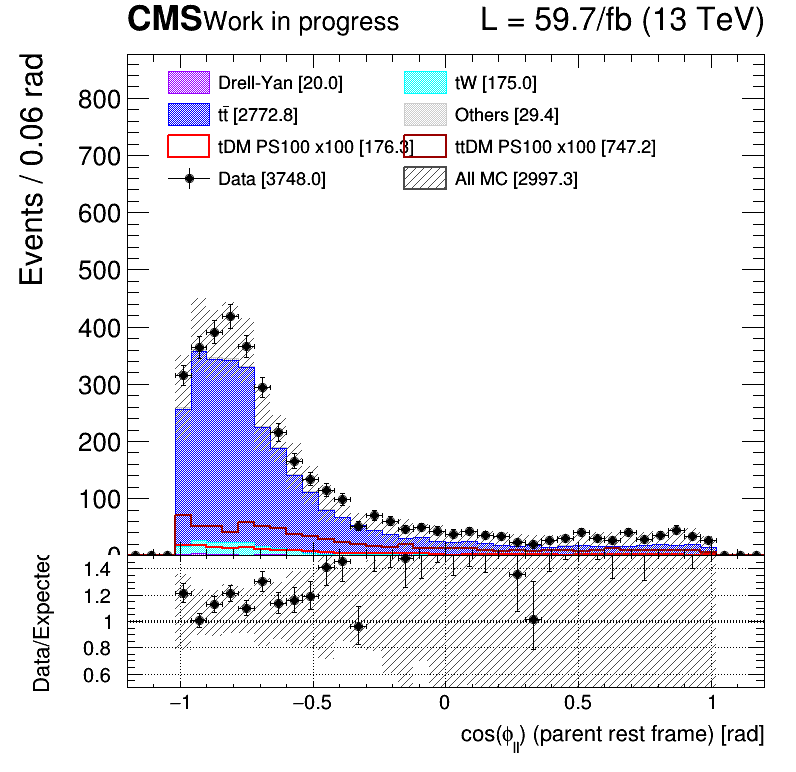 CMS Work in progress L = 59.7/fb (13 TeV)
Drell-Yan [20.0] tW [175.0]
tt̄ [2772.8] Others [29.4]
tDM PS100 x100 [176.3] ttDM PS100 x100 [747.2]
Data [3748.0] All MC [2997.3]
Events / 0.06 rad
800
700
600
500
400
300
200
100
0
Data/Expected
1.4
1.2
1
0.8
0.6
−1 −0.5 0 0.5 1
cos(ϕ_ll) (parent rest frame) [rad]